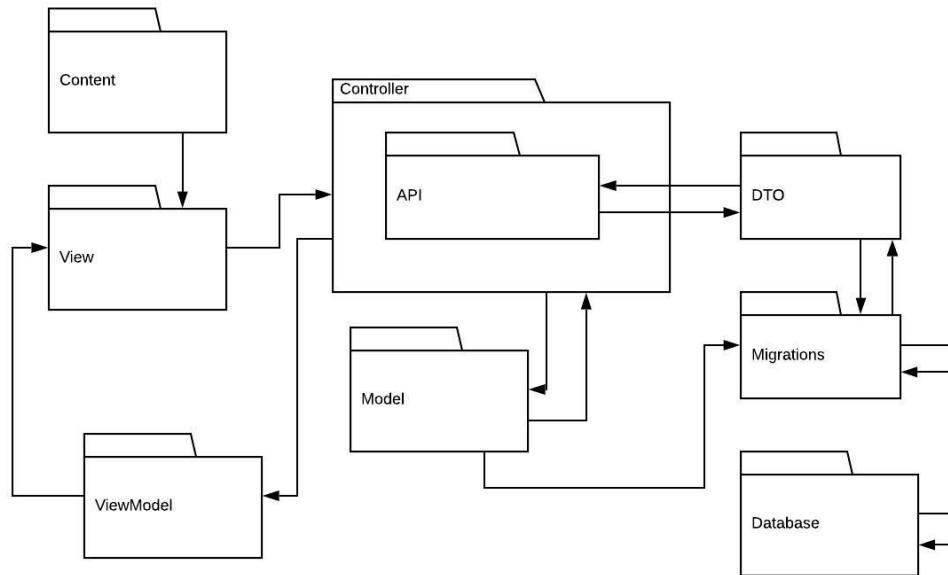 Content
Controller
API
DTO
View
Migrations
Model
ViewModel
Database